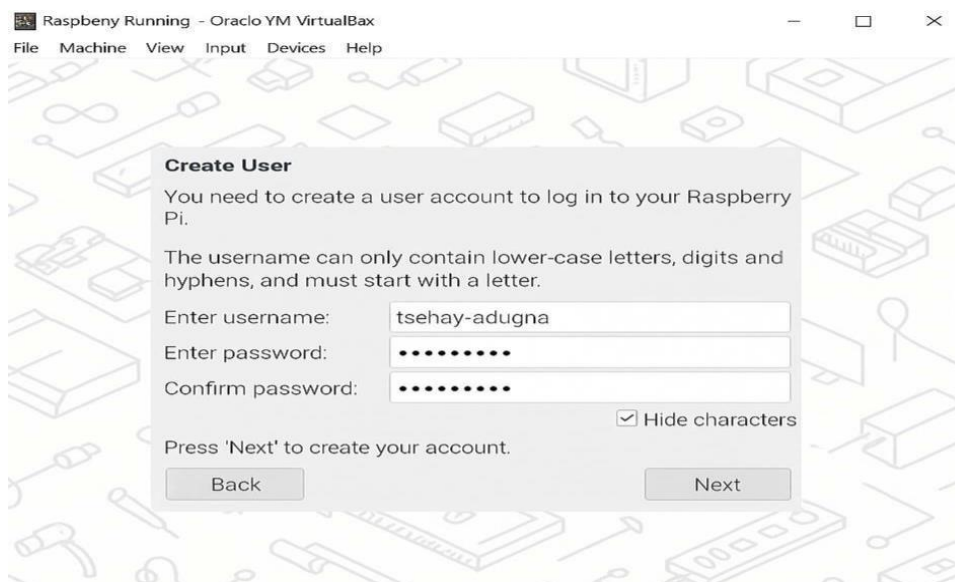 Raspbeny Running - Oraclo YM VirtualBax
File Machine View Input Devices Help
Create User
You need to create a user account to log in to your Raspberry
Pi.
The username can only contain lower-case letters, digits and
hyphens, and must start with a letter.
Enter username: tsehay-adugna
Enter password: •••••••••
Confirm password: •••••••••
Hide characters
Press 'Next' to create your account.
Back Next